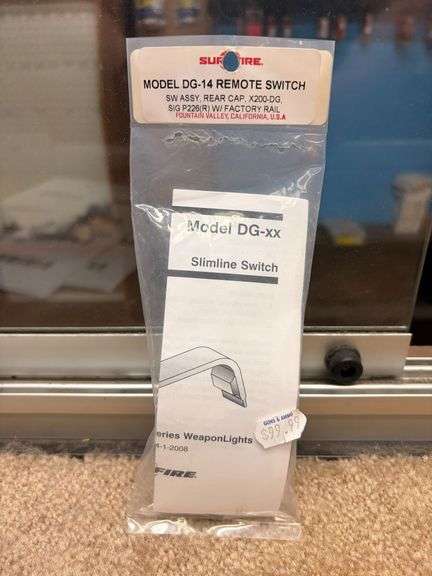 SUREFIRE.
MODEL DG-14 REMOTE SWITCH
SW ASSY, REAR CAP, X200-DG,
SIG P226(R) W/ FACTORY RAIL
FOUNTAIN VALLEY, CALIFORNIA, U.S.A
Model DG-xx
Slimline Switch
GUNS & AMMO
$99.99
eries WeaponLights
-1-2008
FIRE